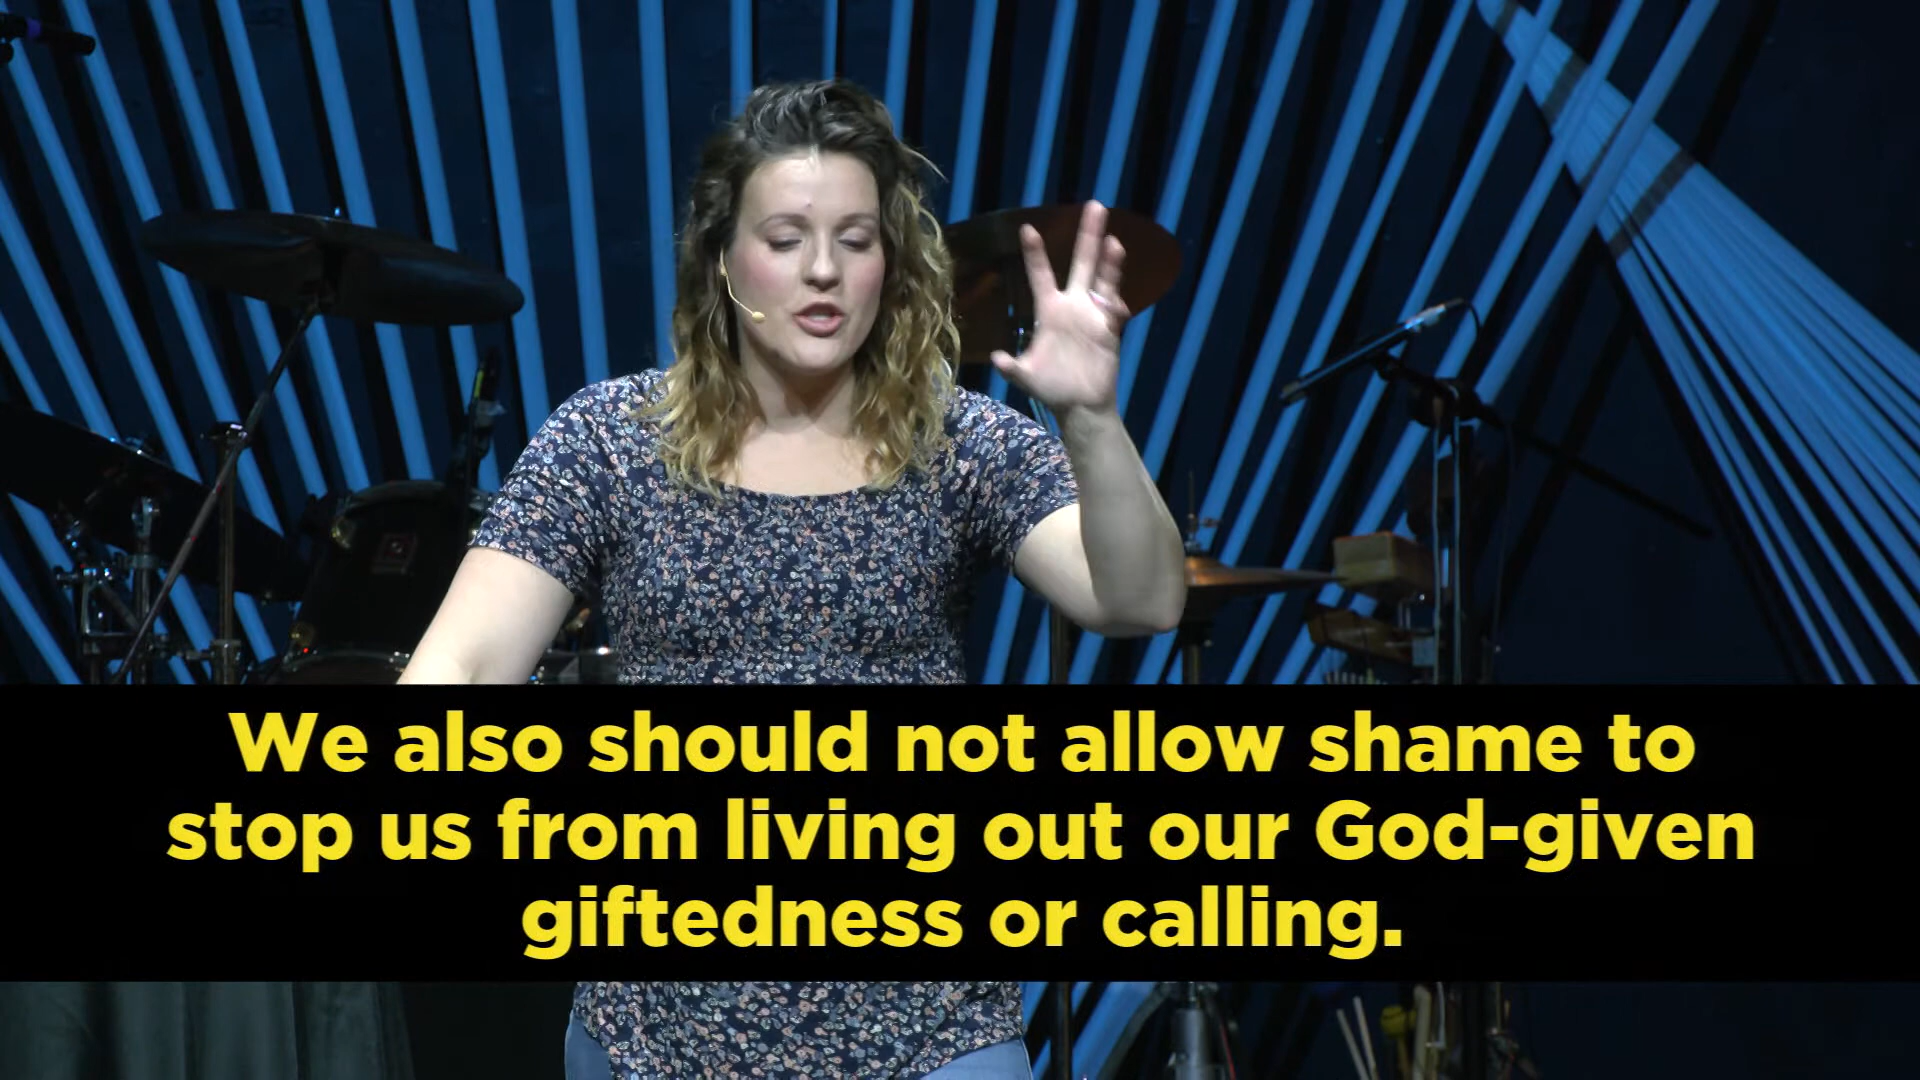 We also should not allow shame to
stop us from living out our God-given
giftedness or calling.